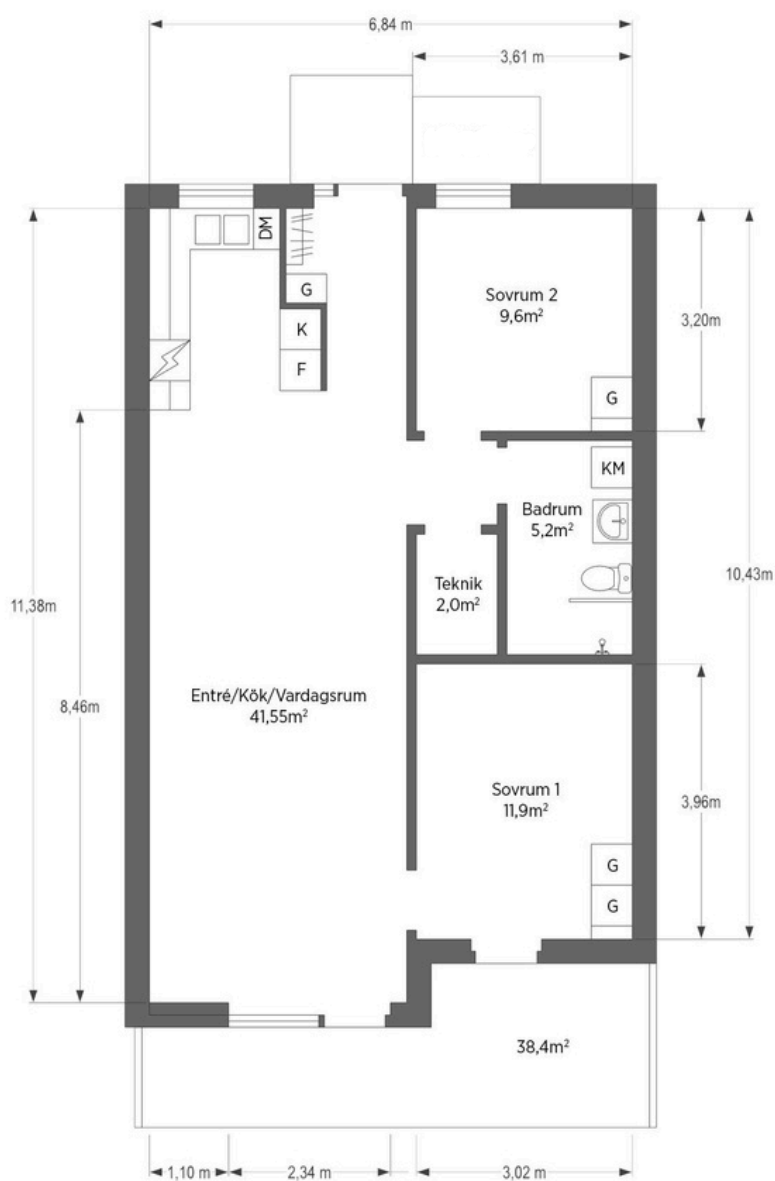 6,84 m
3,61 m
DM
G
K
F
Sovrum 2
9,6m²
3,20m
G
KM
Badrum
5,2m²
Teknik
2,0m²
10,43m
11,38m
8,46m
Entré/Kök/Vardagsrum
41,55m²
Sovrum 1
11,9m²
3,96m
G
G
38,4m²
1,10 m
2,34 m
3,02 m